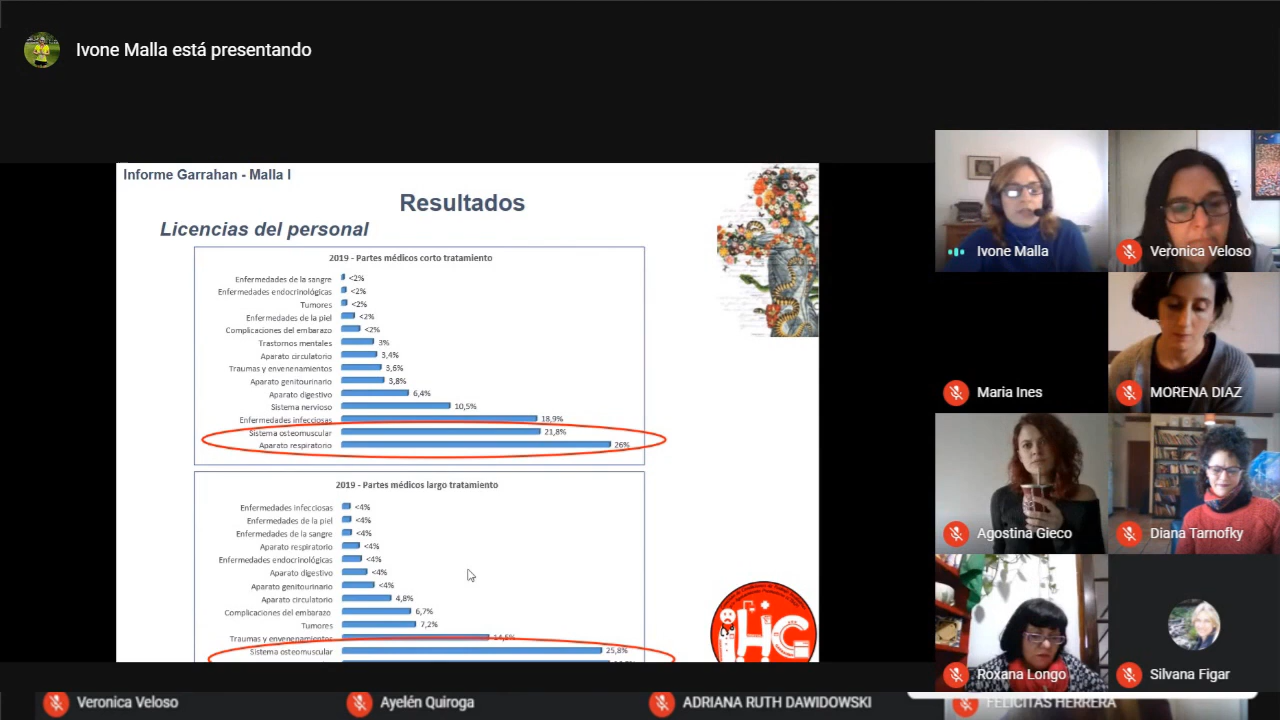 Ivone Malla está presentando
Informe Garrahan - Malla I
Resultados
Licencias del personal
2019 - Partes médicos corto tratamiento
Enfermedades de la sangre <2%
Enfermedades endocrinológicas <2%
Tumores <2%
Enfermedades de la piel <2%
Complicaciones del embarazo <2%
Trastornos mentales 3%
Aparato circulatorio 3,4%
Traumas y envenenamientos 3,6%
Aparato genitourinario 3,8%
Aparato digestivo 6,4%
Sistema nervioso 10,5%
Enfermedades infecciosas 18,9%
Sistema osteomuscular 21,8%
Aparato respiratorio 26%
2019 - Partes médicos largo tratamiento
Enfermedades infecciosas <4%
Enfermedades de la piel <4%
Enfermedades de la sangre <4%
Aparato respiratorio <4%
Enfermedades endocrinológicas <4%
Aparato digestivo <4%
Aparato genitourinario <4%
Aparato circulatorio 4,8%
Complicaciones del embarazo 6,7%
Tumores 7,2%
Traumas y envenenamientos 14,6%
Sistema osteomuscular 25,8%
HG
Ivone Malla
Veronica Veloso
Maria Ines
MORENA DIAZ
Agostina Gieco
Diana Tarnofky
Roxana Longo
Silvana Figar
Veronica Veloso
Ayelén Quiroga
ADRIANA RUTH DAWIDOWSKI
FELICITAS HERRERA